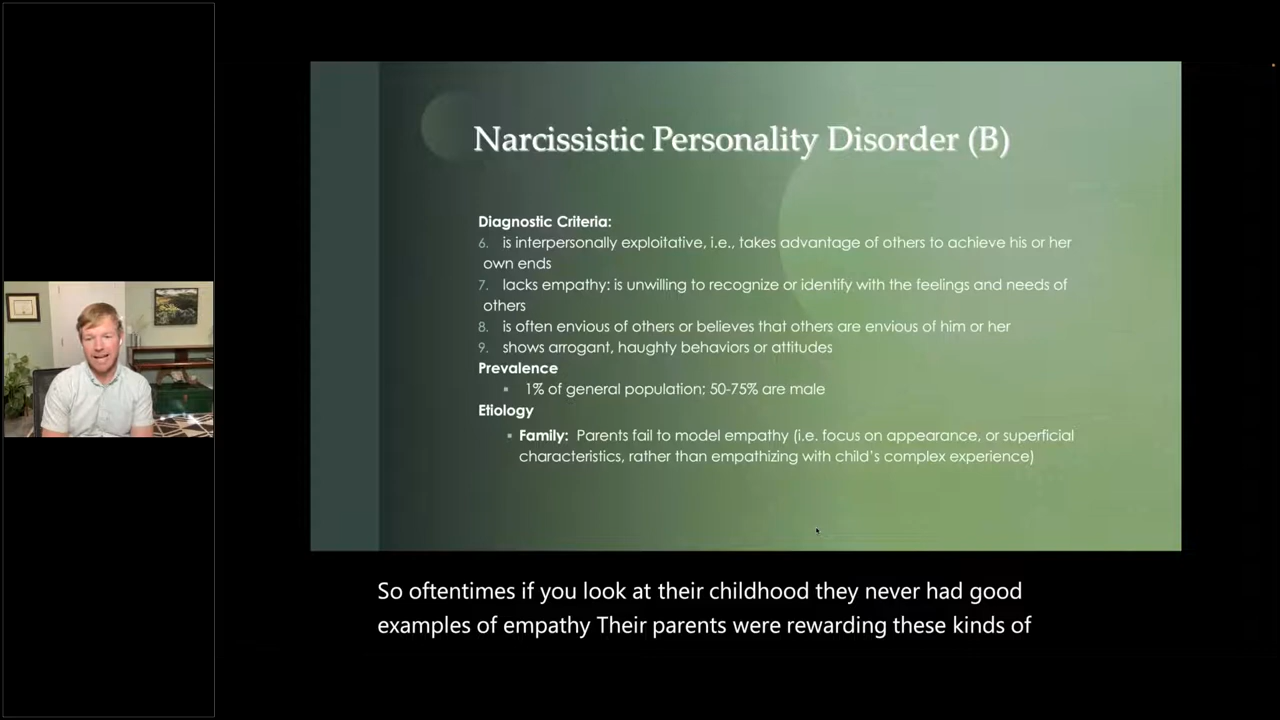 Narcissistic Personality Disorder (B)
Diagnostic Criteria:
6. is interpersonally exploitative, i.e., takes advantage of others to achieve his or her
own ends
7. lacks empathy: is unwilling to recognize or identify with the feelings and needs of
others
8. is often envious of others or believes that others are envious of him or her
9. shows arrogant, haughty behaviors or attitudes
Prevalence
▪ 1% of general population; 50-75% are male
Etiology
▪ Family: Parents fail to model empathy (i.e. focus on appearance, or superficial
characteristics, rather than empathizing with child's complex experience)
So oftentimes if you look at their childhood they never had good
examples of empathy Their parents were rewarding these kinds of